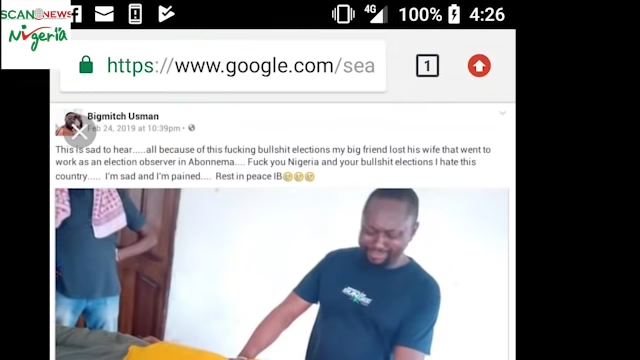 SCAN NEWS
Nigeria
4G
100%
4:26
https://www.google.com/sea
1
Bigmitch Usman
Feb 24, 2019 at 10:39pm •
This is sad to hear.....all because of this fucking bullshit elections my big friend lost his wife that went to
work as an election observer in Abonnema.... Fuck you Nigeria and your bullshit elections I hate this
country..... I'm sad and I'm pained.... Rest in peace IB😢😢😢